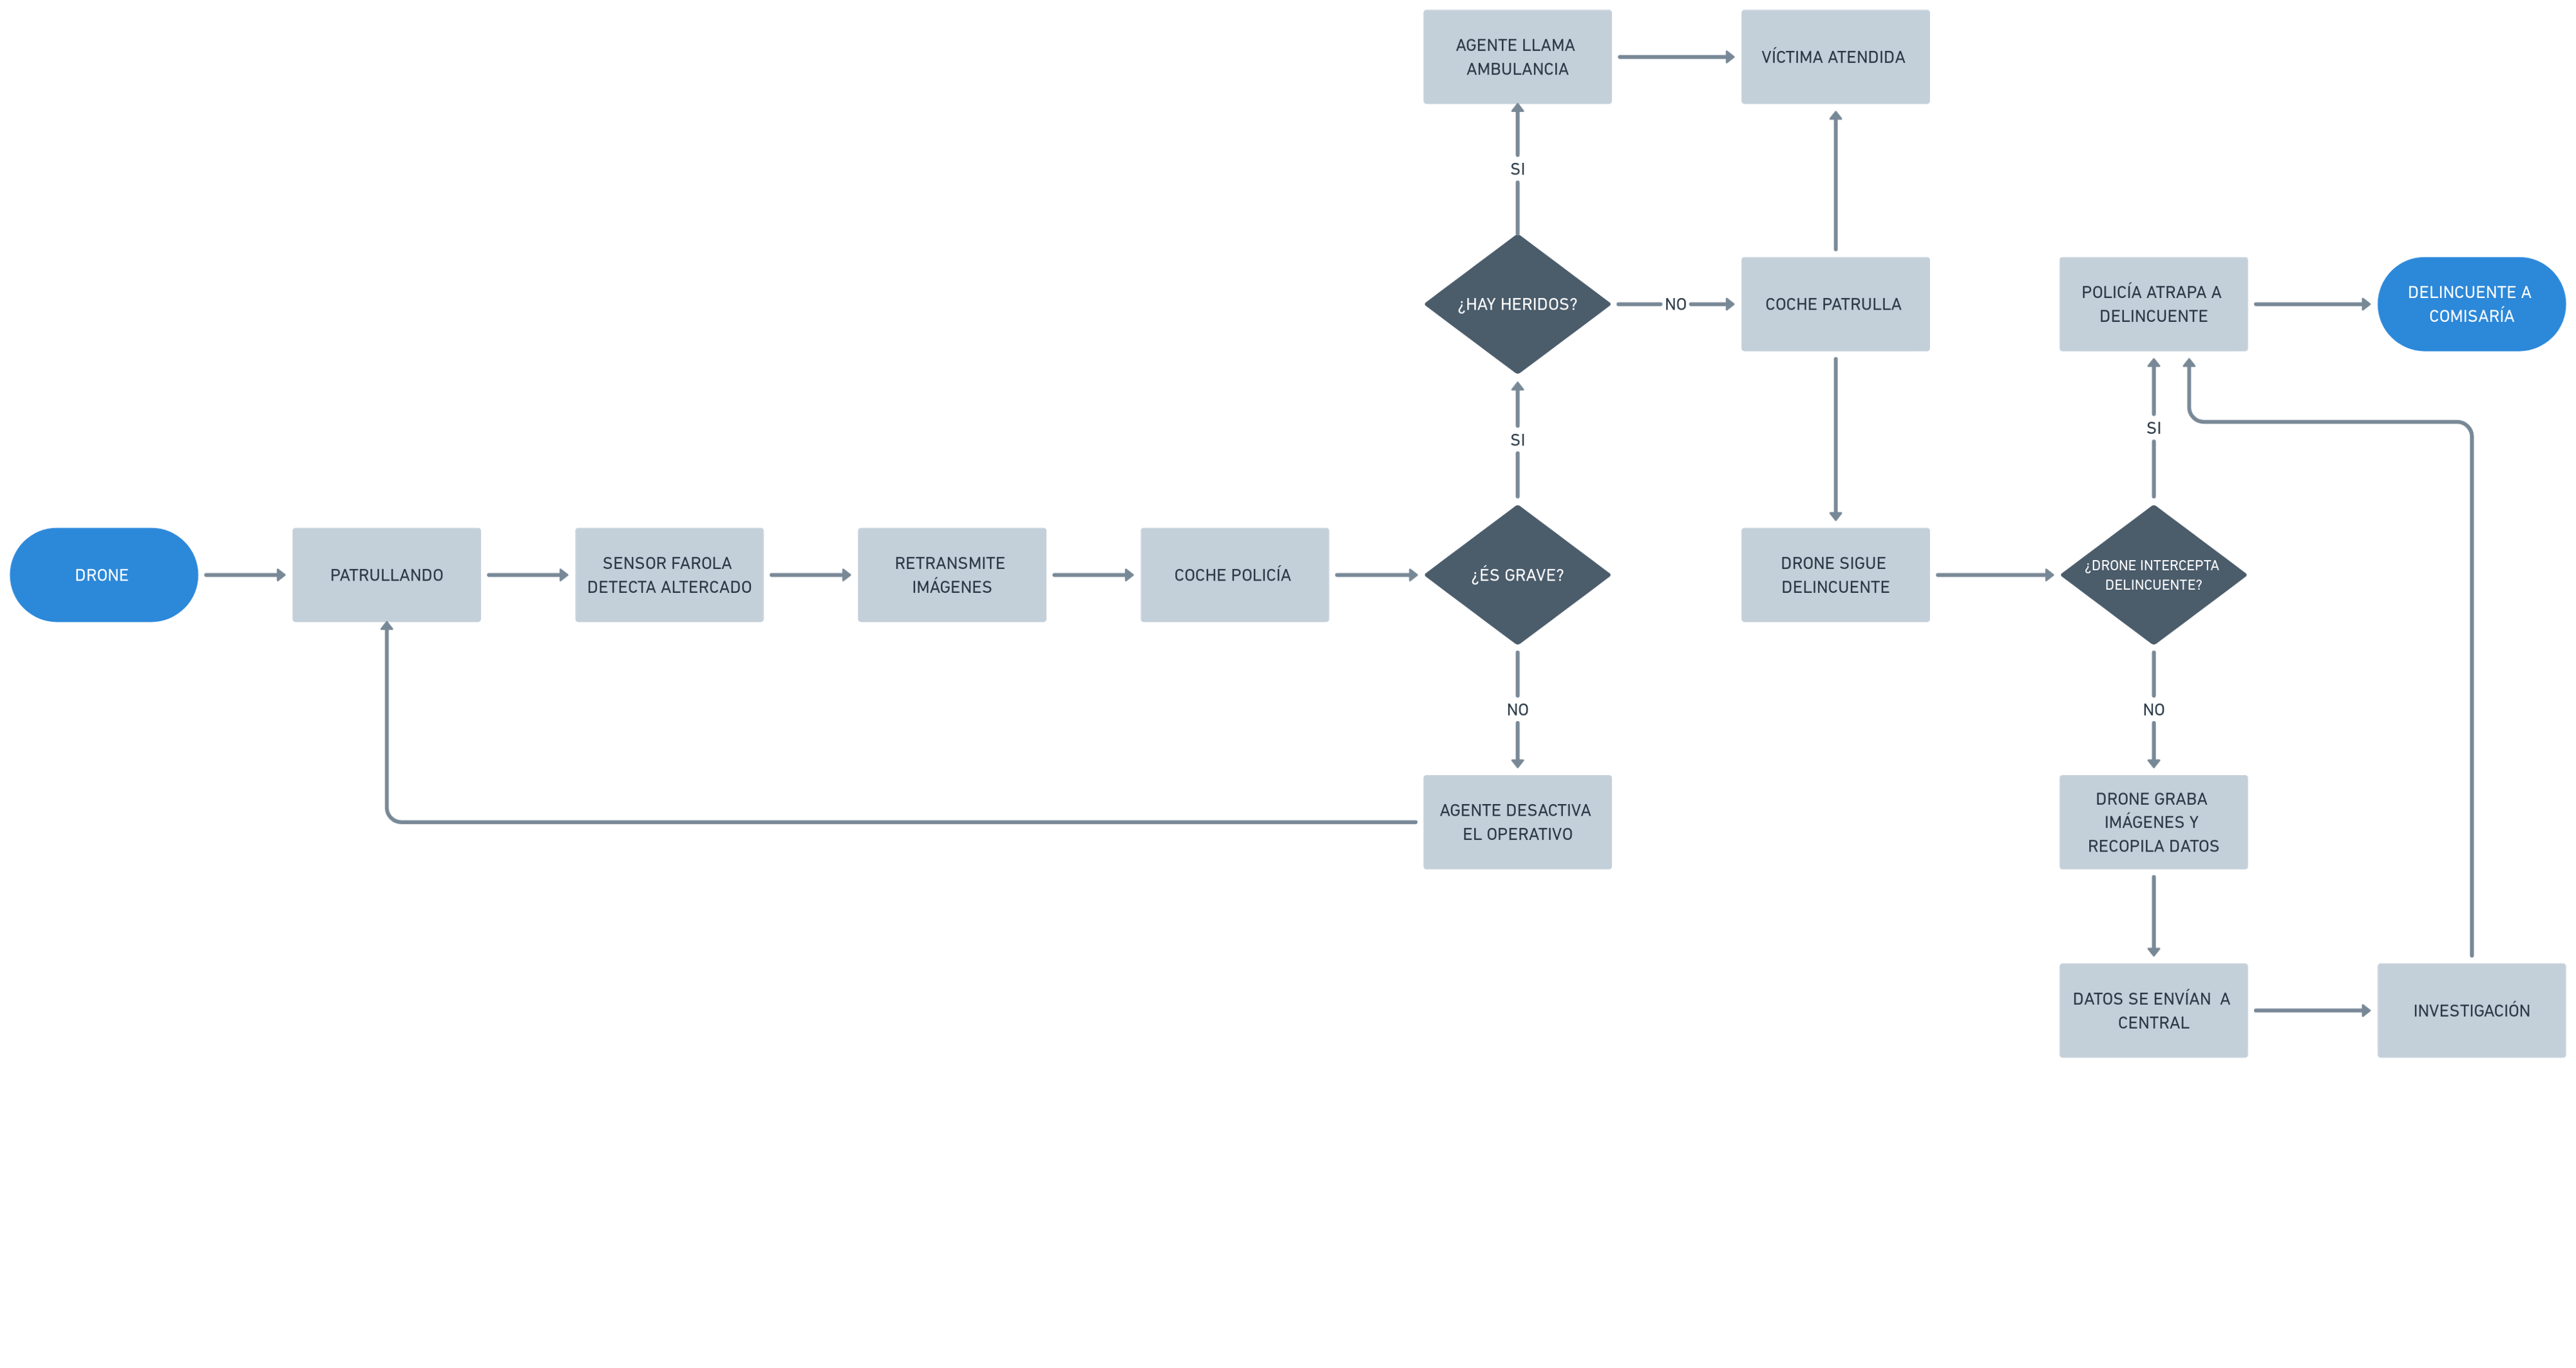 AGENTE LLAMA
AMBULANCIA
VÍCTIMA ATENDIDA
SI
¿HAY HERIDOS?
NO
COCHE PATRULLA
POLICÍA ATRAPA A
DELINCUENTE
DELINCUENTE A
COMISARÍA
SI
SI
DRONE
PATRULLANDO
SENSOR FAROLA
DETECTA ALTERCADO
RETRANSMITE
IMÁGENES
COCHE POLICÍA
¿ÉS GRAVE?
DRONE SIGUE
DELINCUENTE
¿DRONE INTERCEPTA
DELINCUENTE?
NO
NO
AGENTE DESACTIVA
EL OPERATIVO
DRONE GRABA
IMÁGENES Y
RECOPILA DATOS
DATOS SE ENVÍAN  A
CENTRAL
INVESTIGACIÓN